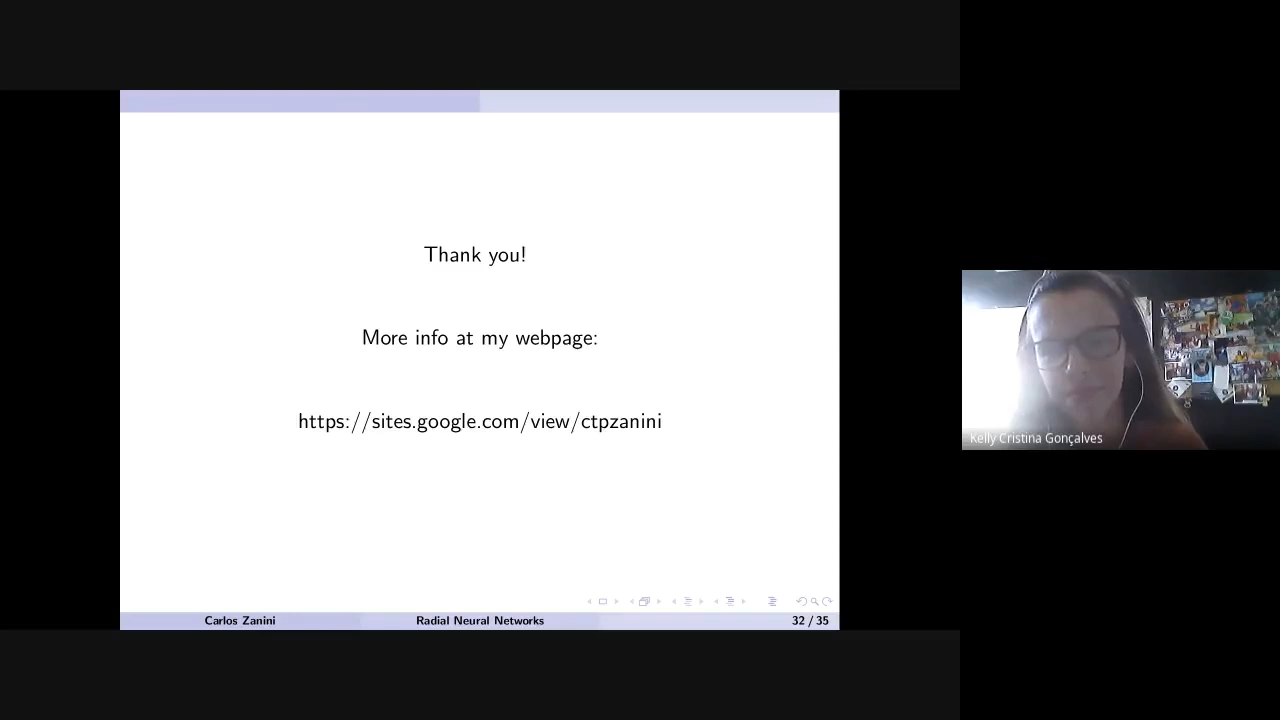 Thank you!
More info at my webpage:
https://sites.google.com/view/ctpzanini
Carlos Zanini
Radial Neural Networks
32 / 35
Kelly Cristina Gonçalves